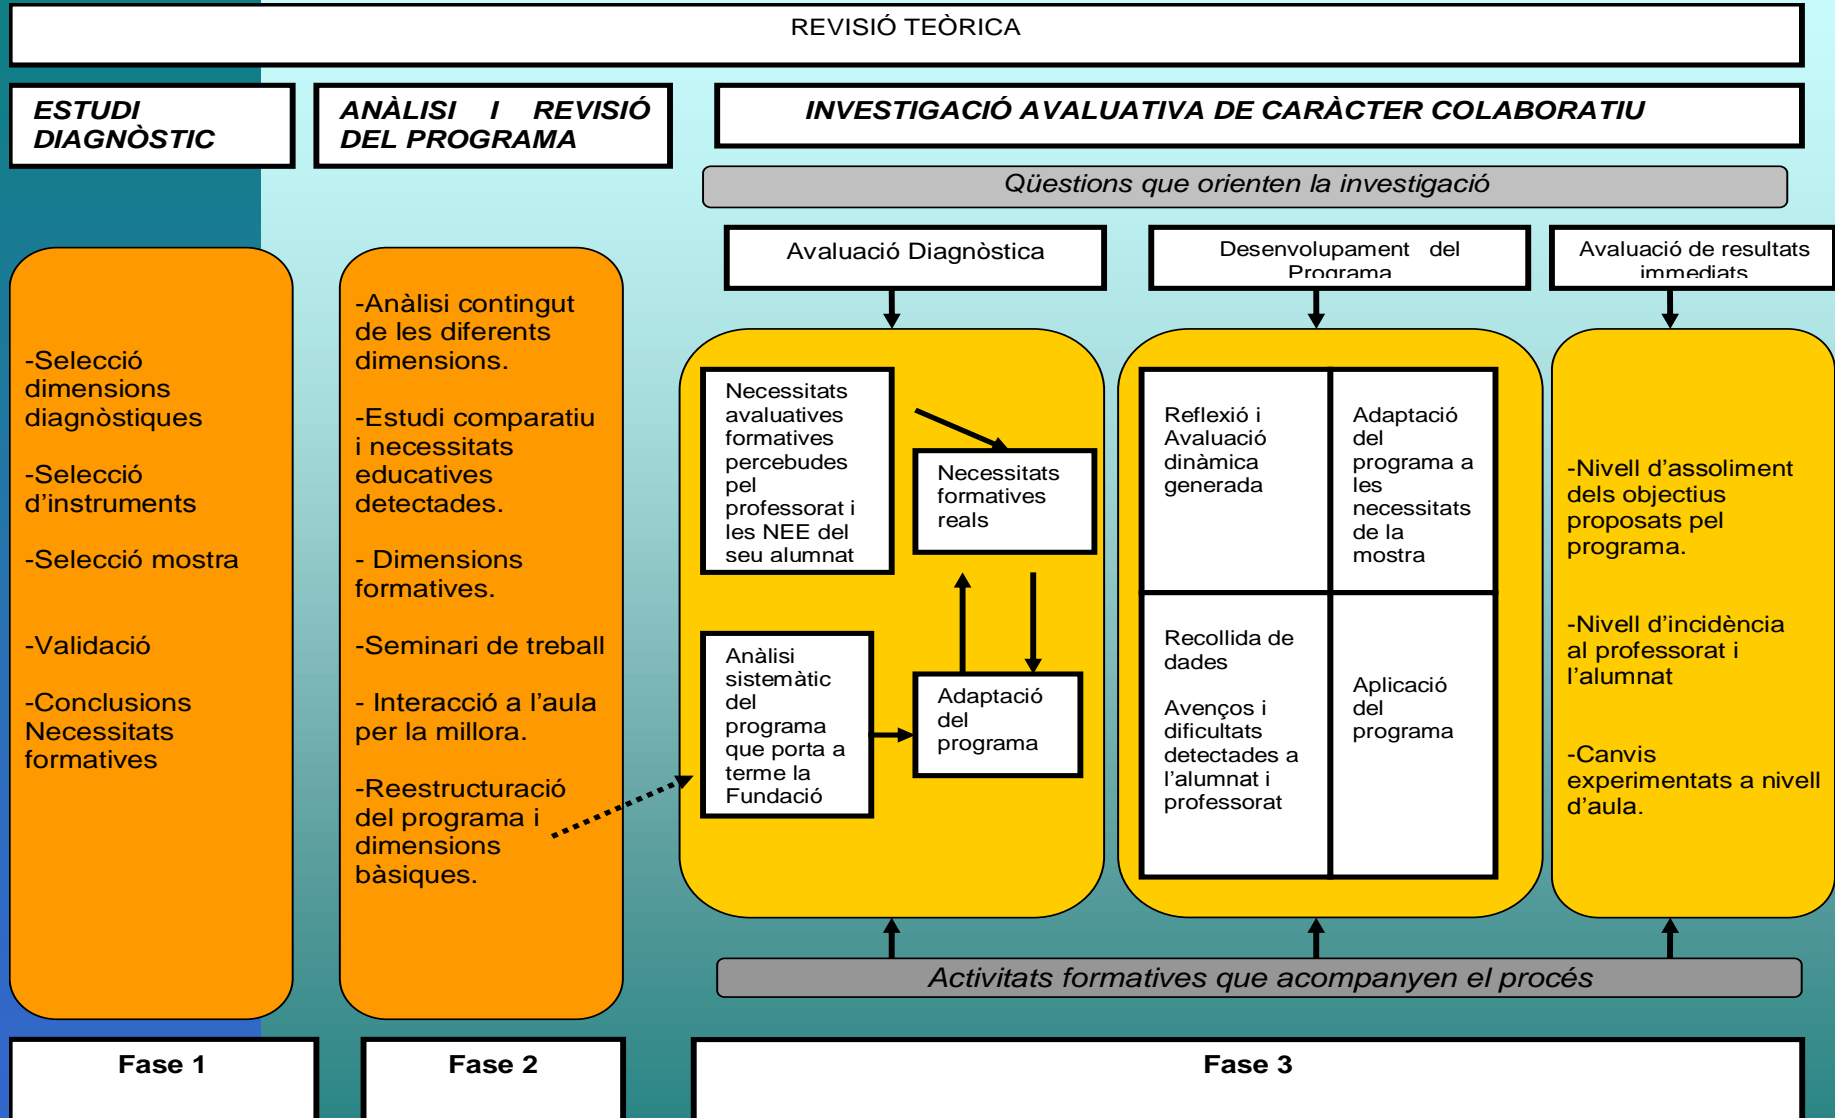 REVISIÓ TEÒRICA
ESTUDI
DIAGNÒSTIC
ANÀLISI I REVISIÓ
DEL PROGRAMA
INVESTIGACIÓ AVALUATIVA DE CARÀCTER COLABORATIU
Qüestions que orienten la investigació
-Selecció
dimensions
diagnòstiques
-Selecció
d’instruments
-Selecció mostra
-Validació
-Conclusions
Necessitats
formatives
-Anàlisi contingut
de les diferents
dimensions.
-Estudi comparatiu
i necessitats
educatives
detectades.
- Dimensions
formatives.
-Seminari de treball
- Interacció a l’aula
per la millora.
-Reestructuració
del programa i
dimensions
bàsiques.
Avaluació Diagnòstica
Necessitats
avaluatives
formatives
percebudes
pel
professorat i
les NEE del
seu alumnat
Necessitats
formatives
reals
Anàlisi
sistemàtic
del
programa
que porta a
terme la
Fundació
Adaptació
del
programa
Desenvolupament del
Programa
Reflexió i
Avaluació
dinàmica
generada
Adaptació
del
programa a
les
necessitats
de la
mostra
Recollida de
dades
Avenços i
dificultats
detectades a
l’alumnat i
professorat
Aplicació
del
programa
Avaluació de resultats
immediats
-Nivell d’assoliment
dels objectius
proposats pel
programa.
-Nivell d’incidència
al professorat i
l’alumnat
-Canvis
experimentats a nivell
d’aula.
Activitats formatives que acompanyen el procés
Fase 1
Fase 2
Fase 3